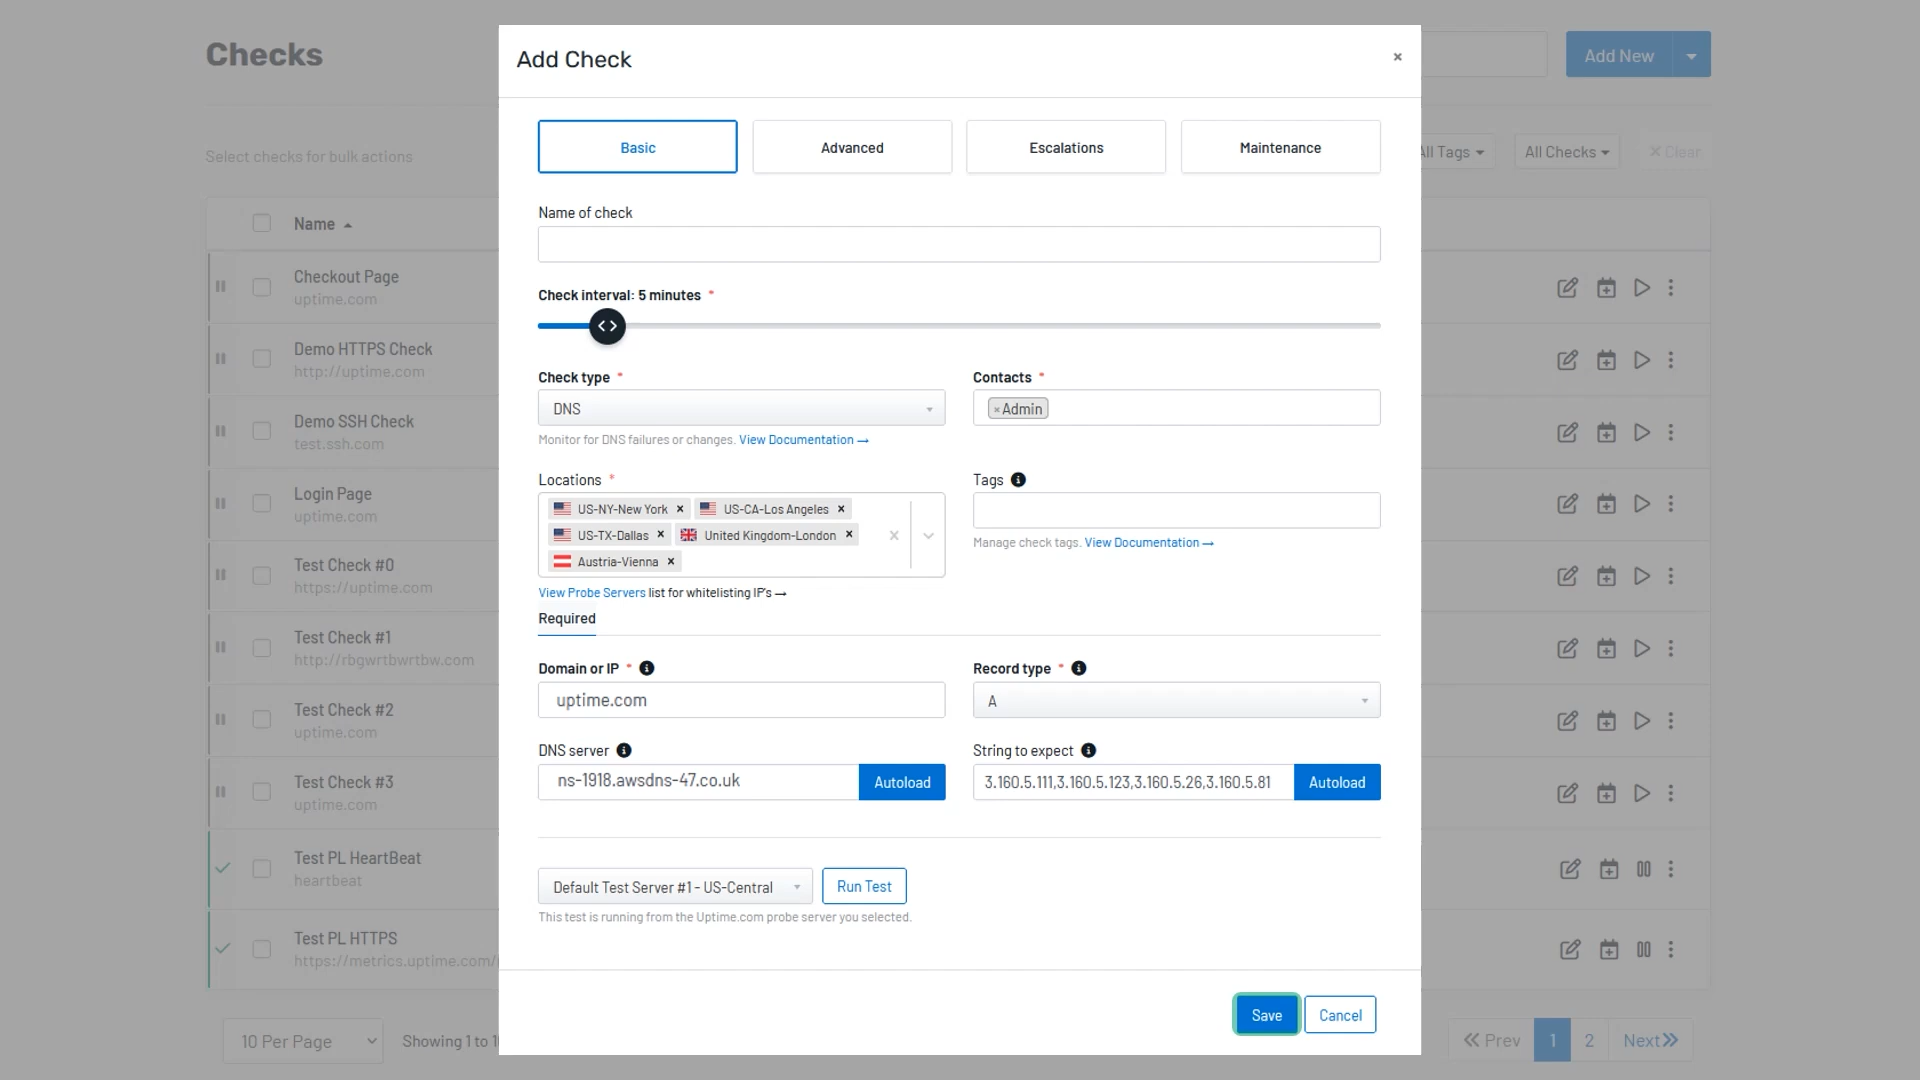 Checks
Add New
Select checks for bulk actions
All Tags
All Checks
× Clear
Name
Checkout Page
uptime.com
Demo HTTPS Check
http://uptime.com
Demo SSH Check
test.ssh.com
Login Page
uptime.com
Test Check #0
https://uptime.com
Test Check #1
http://rbgwrtbwrtbw.com
Test Check #2
uptime.com
Test Check #3
uptime.com
Test PL HeartBeat
heartbeat
Test PL HTTPS
https://metrics.uptime.com/
10 Per Page
Showing 1 to 1
Prev
1
2
Next
Add Check
×
Basic
Advanced
Escalations
Maintenance
Name of check
Check interval: 5 minutes *
Check type *
DNS
Monitor for DNS failures or changes. View Documentation →
Contacts *
× Admin
Locations *
US-NY-New York ×
US-CA-Los Angeles ×
US-TX-Dallas ×
United Kingdom-London ×
Austria-Vienna ×
View Probe Servers list for whitelisting IP's →
Tags
Manage check tags. View Documentation →
Required
Domain or IP *
uptime.com
Record type *
A
DNS server
ns-1918.awsdns-47.co.uk
Autoload
String to expect
3.160.5.111,3.160.5.123,3.160.5.26,3.160.5.81
Autoload
Default Test Server #1 - US-Central
Run Test
This test is running from the Uptime.com probe server you selected.
Save
Cancel